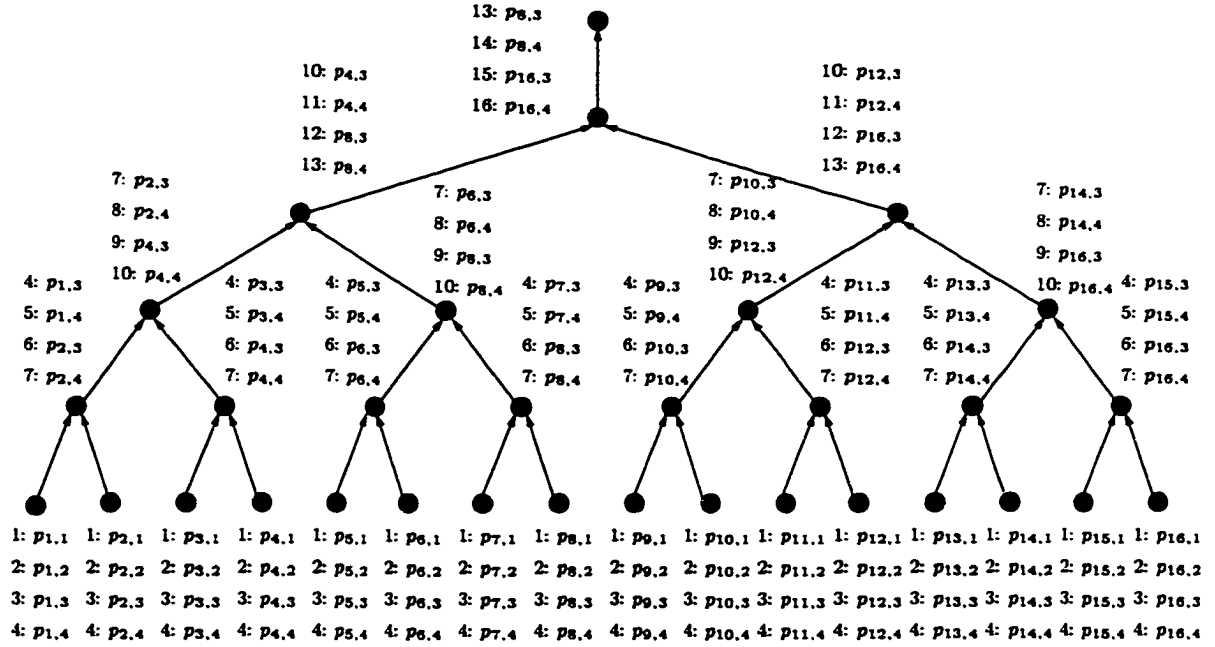 13: p8,3
14: p8,4
15: p16,3
16: p16,4
10: p4,3
11: p4,4
12: p8,3
13: p8,4
10: p12,3
11: p12,4
12: p16,3
13: p16,4
7: p2,3
8: p2,4
9: p4,3
10: p4,4
7: p6,3
8: p6,4
9: p8,3
10: p8,4
7: p10,3
8: p10,4
9: p12,3
10: p12,4
7: p14,3
8: p14,4
9: p16,3
10: p16,4
4: p1,3
5: p1,4
6: p2,3
7: p2,4
4: p3,3
5: p3,4
6: p4,3
7: p4,4
4: p5,3
5: p5,4
6: p6,3
7: p6,4
4: p7,3
5: p7,4
6: p8,3
7: p8,4
4: p9,3
5: p9,4
6: p10,3
7: p10,4
4: p11,3
5: p11,4
6: p12,3
7: p12,4
4: p13,3
5: p13,4
6: p14,3
7: p14,4
4: p15,3
5: p15,4
6: p16,3
7: p16,4
1: p1,1 1: p2,1 1: p3,1 1: p4,1 1: p5,1 1: p6,1 1: p7,1 1: p8,1 1: p9,1 1: p10,1 1: p11,1 1: p12,1 1: p13,1 1: p14,1 1: p15,1 1: p16,1
2: p1,2 2: p2,2 2: p3,2 2: p4,2 2: p5,2 2: p6,2 2: p7,2 2: p8,2 2: p9,2 2: p10,2 2: p11,2 2: p12,2 2: p13,2 2: p14,2 2: p15,2 2: p16,2
3: p1,3 3: p2,3 3: p3,3 3: p4,3 3: p5,3 3: p6,3 3: p7,3 3: p8,3 3: p9,3 3: p10,3 3: p11,3 3: p12,3 3: p13,3 3: p14,3 3: p15,3 3: p16,3
4: p1,4 4: p2,4 4: p3,4 4: p4,4 4: p5,4 4: p6,4 4: p7,4 4: p8,4 4: p9,4 4: p10,4 4: p11,4 4: p12,4 4: p13,4 4: p14,4 4: p15,4 4: p16,4